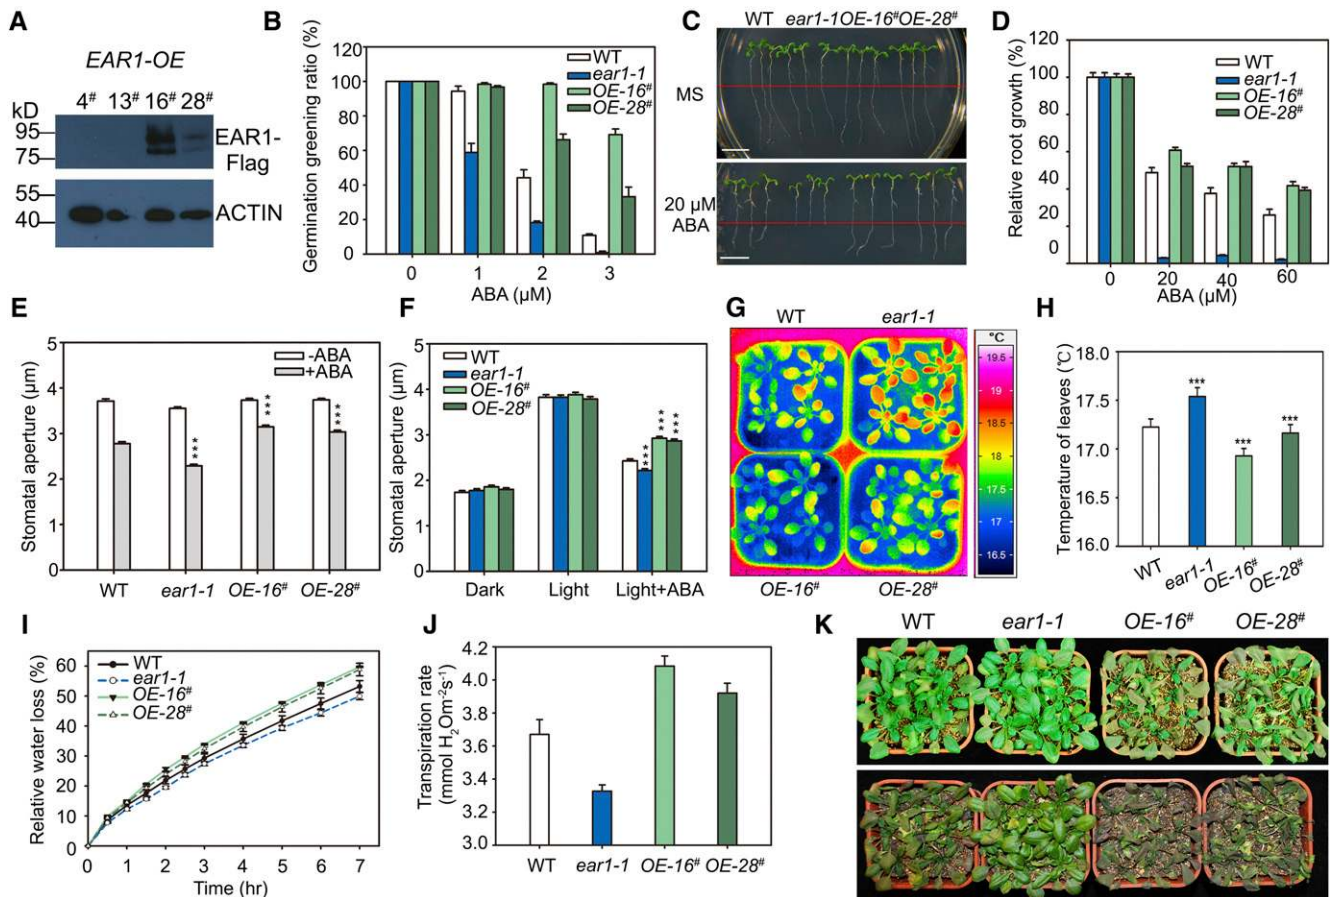 A
EAR1-OE
kD 4# 13# 16# 28#
95
75
EAR1-
Flag
55
40
ACTIN
B
Germination greening ratio (%)
120
100
80
60
40
20
0
WT
ear1-1
OE-16#
OE-28#
0 1 2 3
ABA (μM)
C
WT ear1-1OE-16#OE-28#
MS
20 μM
ABA
D
Relative root growth (%)
120
100
80
60
40
20
0
WT
ear1-1
OE-16#
OE-28#
0 20 40 60
ABA (μM)
E
Stomatal aperture (μm)
5
4
3
2
1
0
-ABA
+ABA
***
***
***
WT ear1-1 OE-16# OE-28#
F
Stomatal aperture (μm)
5
4
3
2
1
0
WT
ear1-1
OE-16#
OE-28#
***
***
***
Dark Light Light+ABA
G
WT ear1-1
°C
19.5
19
18.5
18
17.5
17
16.5
OE-16# OE-28#
H
Temperature of leaves (℃)
18.0
17.5
17.0
16.5
16.0
***
***
***
WT ear1-1 OE-16# OE-28#
I
Relative water loss (%)
60
50
40
30
20
10
0
WT
ear1-1
OE-16#
OE-28#
0 1 2 3 4 5 6 7
Time (hr)
J
Transpiration rate
(mmol H2Om-2s-1)
4.2
3.9
3.6
3.3
3.0
WT ear1-1 OE-16# OE-28#
K
WT ear1-1 OE-16# OE-28#